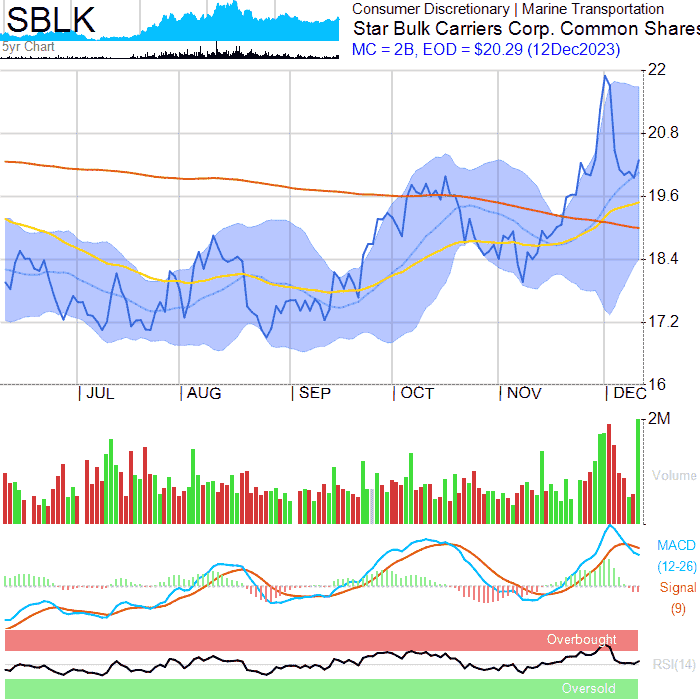 SBLK
5yr Chart
Consumer Discretionary | Marine Transportation
Star Bulk Carriers Corp. Common Shares
MC = 2B, EOD = $20.29 (12Dec2023)
22
20.8
19.6
18.4
17.2
16
| JUL | AUG | SEP | OCT | NOV | DEC
2M
Volume
MACD
(12-26)
Signal
(9)
Overbought
RSI(14)
Oversold